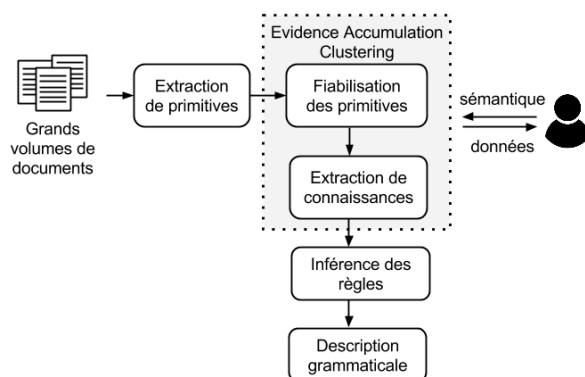 Evidence Accumulation
Clustering
Grands
volumes de
documents
Extraction
de primitives
Fiabilisation
des primitives
sémantique
données
Extraction de
connaissances
Inférence des
règles
Description
grammaticale